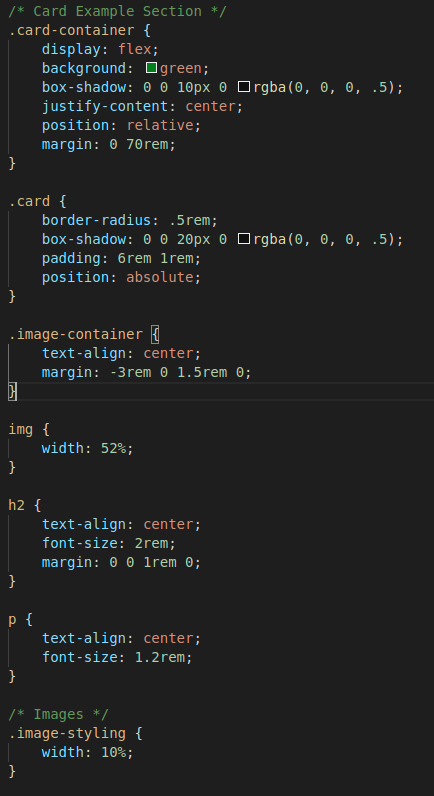 /* Card Example Section */
.card-container {
    display: flex;
    background: green;
    box-shadow: 0 0 10px 0 rgba(0, 0, 0, .5);
    justify-content: center;
    position: relative;
    margin: 0 70rem;
}

.card {
    border-radius: .5rem;
    box-shadow: 0 0 20px 0 rgba(0, 0, 0, .5);
    padding: 6rem 1rem;
    position: absolute;
}

.image-container {
    text-align: center;
    margin: -3rem 0 1.5rem 0;
}

img {
    width: 52%;
}

h2 {
    text-align: center;
    font-size: 2rem;
    margin: 0 0 1rem 0;
}

p {
    text-align: center;
    font-size: 1.2rem;
}

/* Images */
.image-styling {
    width: 10%;
}